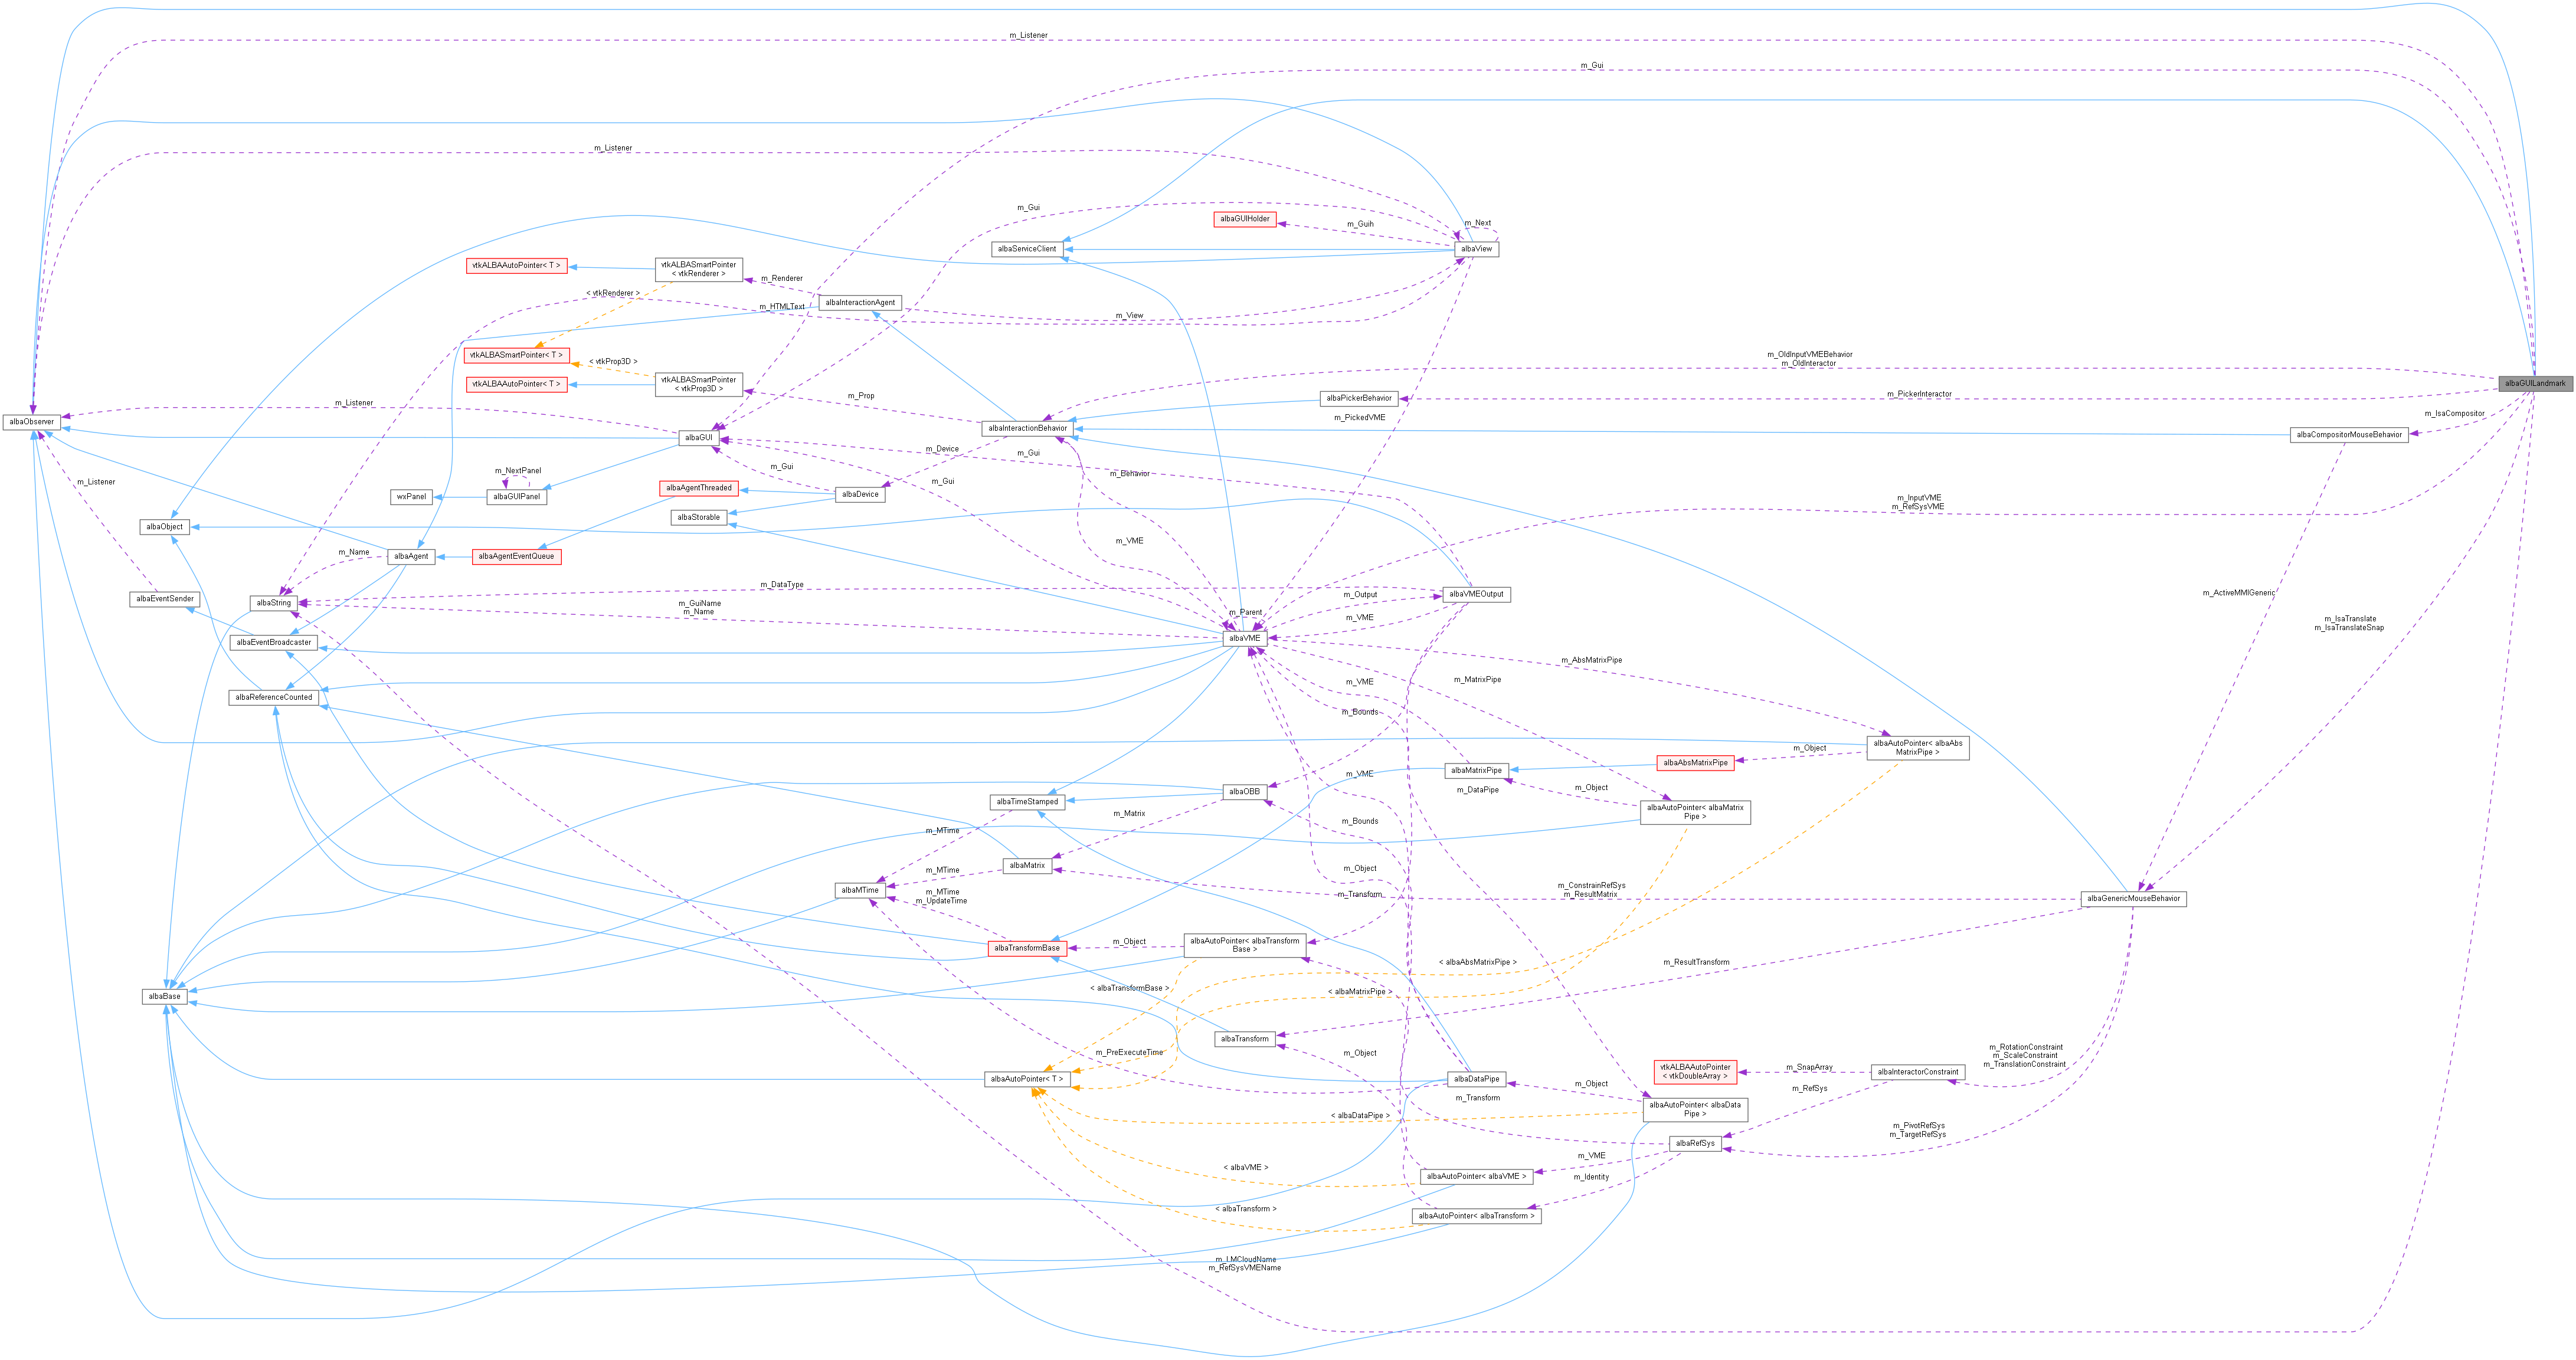 m_Listener
m_Gui
m_Listener
m_Gui
albaGUIHolder
m_Guih
m_Next
albaServiceClient
albaView
vtkALBAAutoPointer< T >
vtkALBASmartPointer
< vtkRenderer >
m_Renderer
< vtkRenderer >
m_HTMLText
albaInteractionAgent
m_View
vtkALBASmartPointer< T >
< vtkProp3D >
m_OldInputVMEBehavior
m_OldInteractor
vtkALBAAutoPointer< T >
vtkALBASmartPointer
< vtkProp3D >
albaGUILandmark
m_Prop
albaPickerBehavior
m_PickerInteractor
m_Listener
m_PickedVME
m_IsaCompositor
albaObserver
albaGUI
albaInteractionBehavior
albaCompositorMouseBehavior
m_Device
m_Gui
m_NextPanel
m_Gui
m_Behavior
m_Listener
m_Gui
wxPanel
albaGUIPanel
albaAgentThreaded
albaDevice
m_InputVME
m_RefSysVME
albaObject
albaStorable
m_VME
m_Name
albaAgent
albaAgentEventQueue
m_DataType
albaVMEOutput
albaEventSender
albaString
m_GuiName
m_Name
m_Parent
m_Output
m_VME
m_ActiveMMIGeneric
m_IsaTranslate
m_IsaTranslateSnap
albaEventBroadcaster
albaVME
m_AbsMatrixPipe
m_VME
m_MatrixPipe
albaReferenceCounted
m_Bounds
albaAutoPointer< albaAbs
MatrixPipe >
m_Object
albaAbsMatrixPipe
albaMatrixPipe
m_VME
m_DataPipe
m_Object
albaOBB
albaTimeStamped
albaAutoPointer< albaMatrix
Pipe >
m_Matrix
m_Bounds
m_MTime
albaMatrix
m_MTime
m_Object
albaMTime
m_MTime
m_UpdateTime
m_Transform
m_ConstrainRefSys
m_ResultMatrix
albaGenericMouseBehavior
albaTransformBase
m_Object
albaAutoPointer< albaTransform
Base >
< albaAbsMatrixPipe >
m_ResultTransform
albaBase
< albaTransformBase >
< albaMatrixPipe >
albaTransform
m_PreExecuteTime
m_Object
m_RotationConstraint
m_ScaleConstraint
m_TranslationConstraint
albaAutoPointer< T >
albaDataPipe
vtkALBAAutoPointer
< vtkDoubleArray >
m_SnapArray
albaInteractorConstraint
m_Object
m_RefSys
m_Transform
albaAutoPointer< albaData
Pipe >
< albaDataPipe >
m_PivotRefSys
m_TargetRefSys
albaRefSys
m_VME
< albaVME >
albaAutoPointer< albaVME >
m_Identity
< albaTransform >
albaAutoPointer< albaTransform >
m_LMCloudName
m_RefSysVMEName